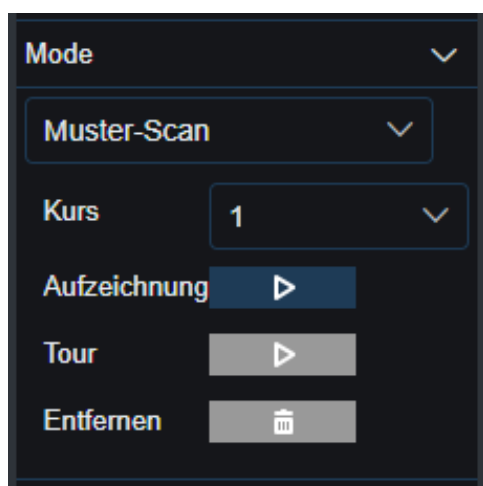 Mode
Muster-Scan
Kurs 1
Aufzeichnung
Tour
Entfernen